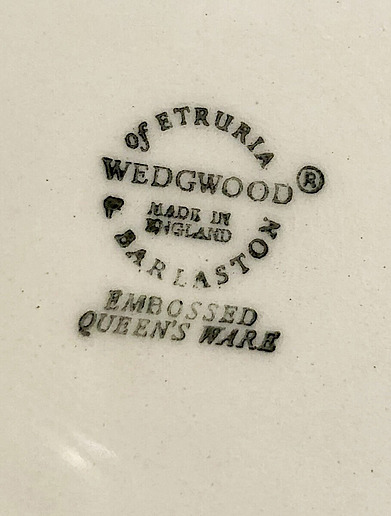 of ETRURIA
WEDGWOOD ®
MADE IN
ENGLAND
& BARLASTON
EMBOSSED
QUEEN'S WARE